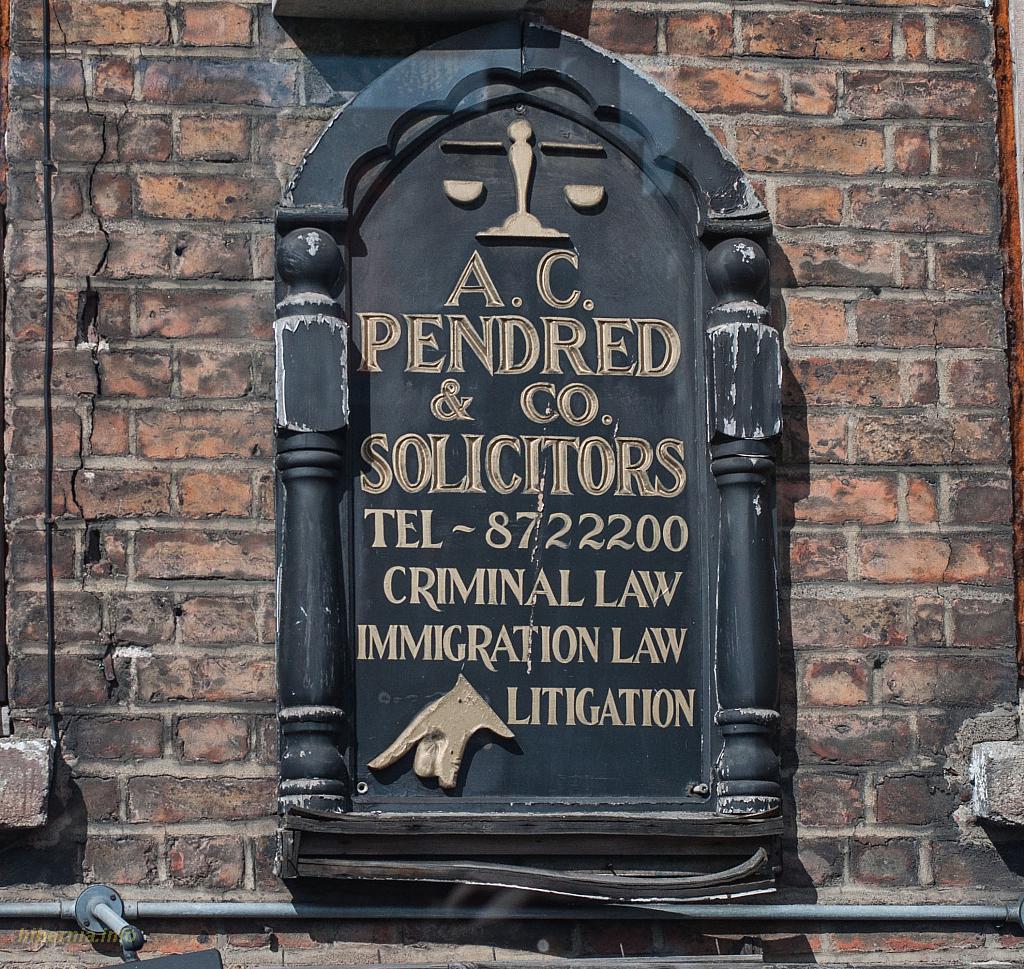 A. C.
PENDRED
& CO.
SOLICITORS
TEL ~ 8722200
CRIMINAL LAW
IMMIGRATION LAW
LITIGATION